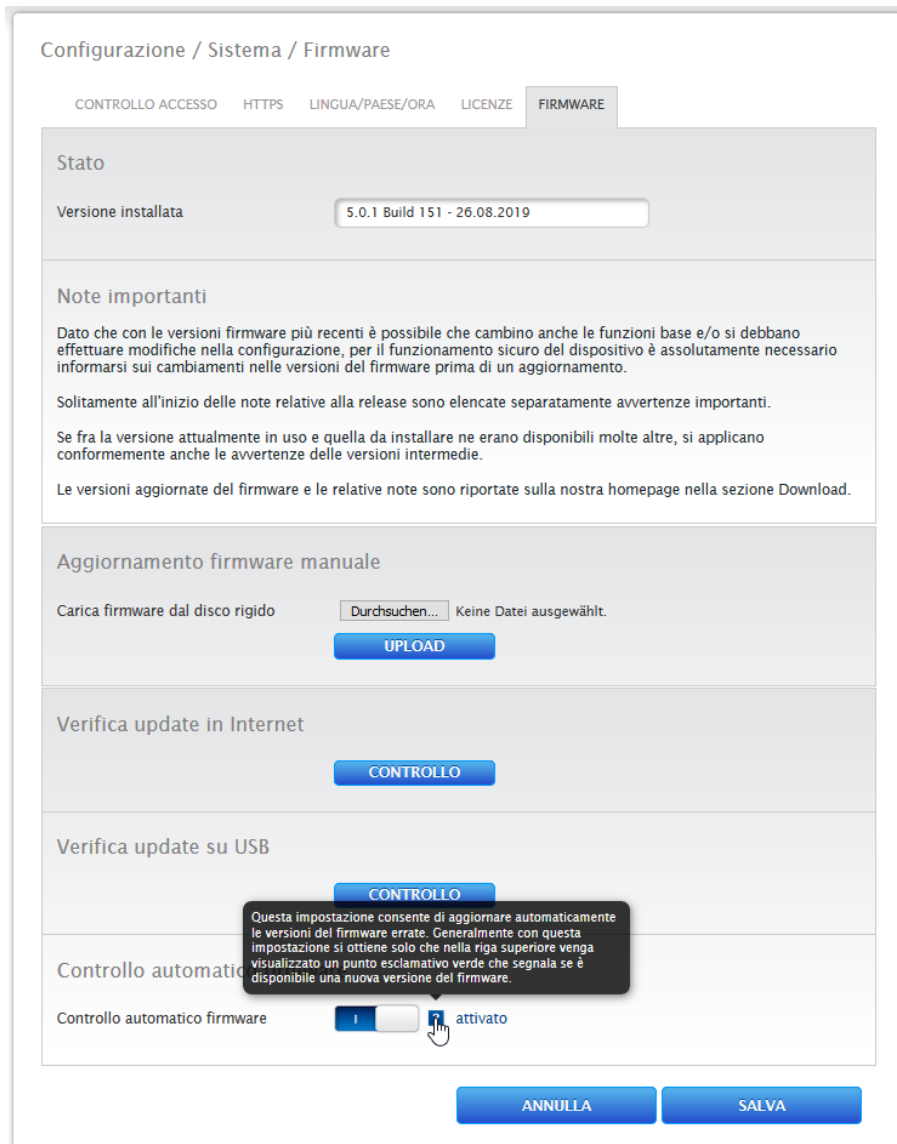 Configurazione / Sistema / Firmware
CONTROLLO ACCESSO HTTPS LINGUA/PAESE/ORA LICENZE FIRMWARE
Stato
Versione installata 5.0.1 Build 151 - 26.08.2019
Note importanti
Dato che con le versioni firmware più recenti è possibile che cambino anche le funzioni base e/o si debbano
effettuare modifiche nella configurazione, per il funzionamento sicuro del dispositivo è assolutamente necessario
informarsi sui cambiamenti nelle versioni del firmware prima di un aggiornamento.
Solitamente all'inizio delle note relative alla release sono elencate separatamente avvertenze importanti.
Se fra la versione attualmente in uso e quella da installare ne erano disponibili molte altre, si applicano
conformemente anche le avvertenze delle versioni intermedie.
Le versioni aggiornate del firmware e le relative note sono riportate sulla nostra homepage nella sezione Download.
Aggiornamento firmware manuale
Carica firmware dal disco rigido Durchsuchen... Keine Datei ausgewählt.
UPLOAD
Verifica update in Internet
CONTROLLO
Verifica update su USB
CONTROLLO
Questa impostazione consente di aggiornare automaticamente
le versioni del firmware errate. Generalmente con questa
impostazione si ottiene solo che nella riga superiore venga
visualizzato un punto esclamativo verde che segnala se è
disponibile una nuova versione del firmware.
Controllo automatico
Controllo automatico firmware I ? attivato
ANNULLA SALVA